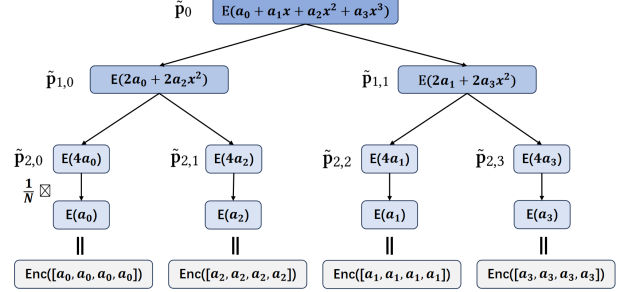 p̃₀ E(a₀ + a₁x + a₂x² + a₃x³)
p̃₁,₀ E(2a₀ + 2a₂x²) p̃₁,₁ E(2a₁ + 2a₃x²)
p̃₂,₀ E(4a₀) p̃₂,₁ E(4a₂) p̃₂,₂ E(4a₁) p̃₂,₃ E(4a₃)
1/N ⊠
E(a₀) E(a₂) E(a₁) E(a₃)
= = = =
Enc([a₀, a₀, a₀, a₀]) Enc([a₂, a₂, a₂, a₂]) Enc([a₁, a₁, a₁, a₁]) Enc([a₃, a₃, a₃, a₃])